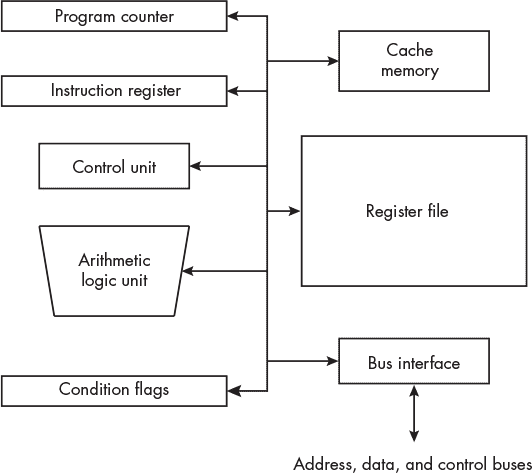 Program counter
Cache
memory
Instruction register
Control unit
Register file
Arithmetic
logic unit
Bus interface
Condition flags
Address, data, and control buses